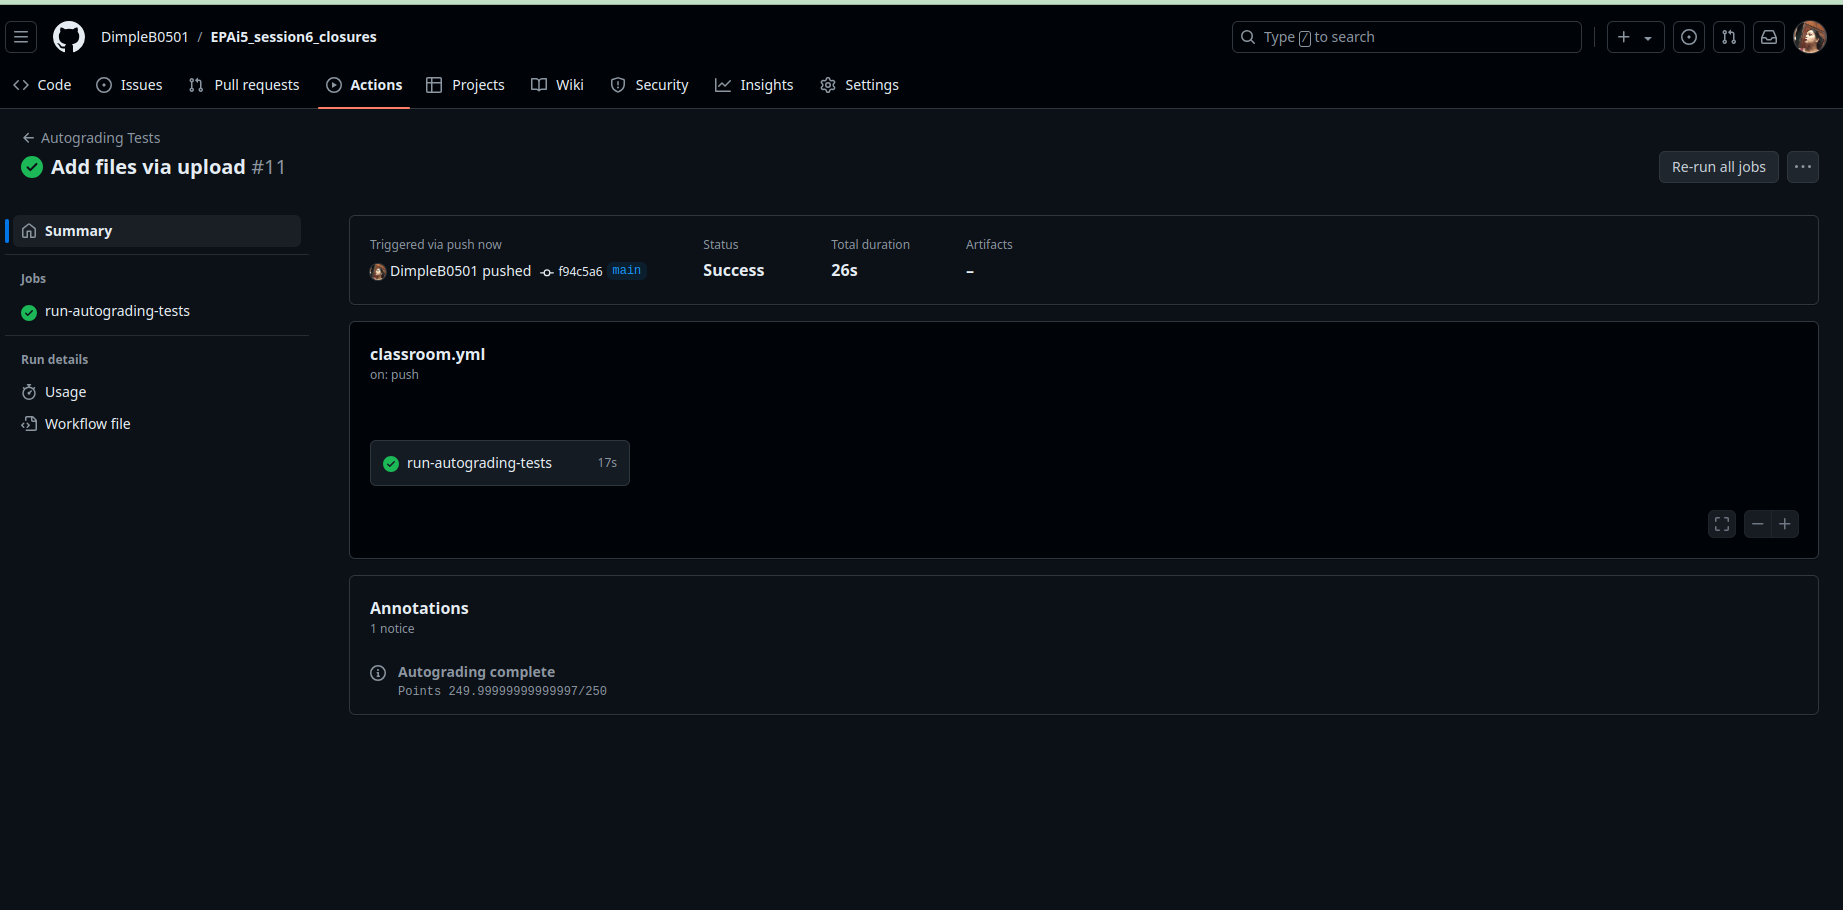 DimpleB0501 / EPAi5_session6_closures
Type / to search
Code Issues Pull requests Actions Projects Wiki Security Insights Settings
Autograding Tests
Add files via upload #11
Re-run all jobs
Summary
Jobs
run-autograding-tests
Run details
Usage
Workflow file
Triggered via push now
DimpleB0501 pushed f94c5a6 main
Status
Success
Total duration
26s
Artifacts
–
classroom.yml
on: push
run-autograding-tests 17s
Annotations
1 notice
Autograding complete
Points 249.99999999999997/250